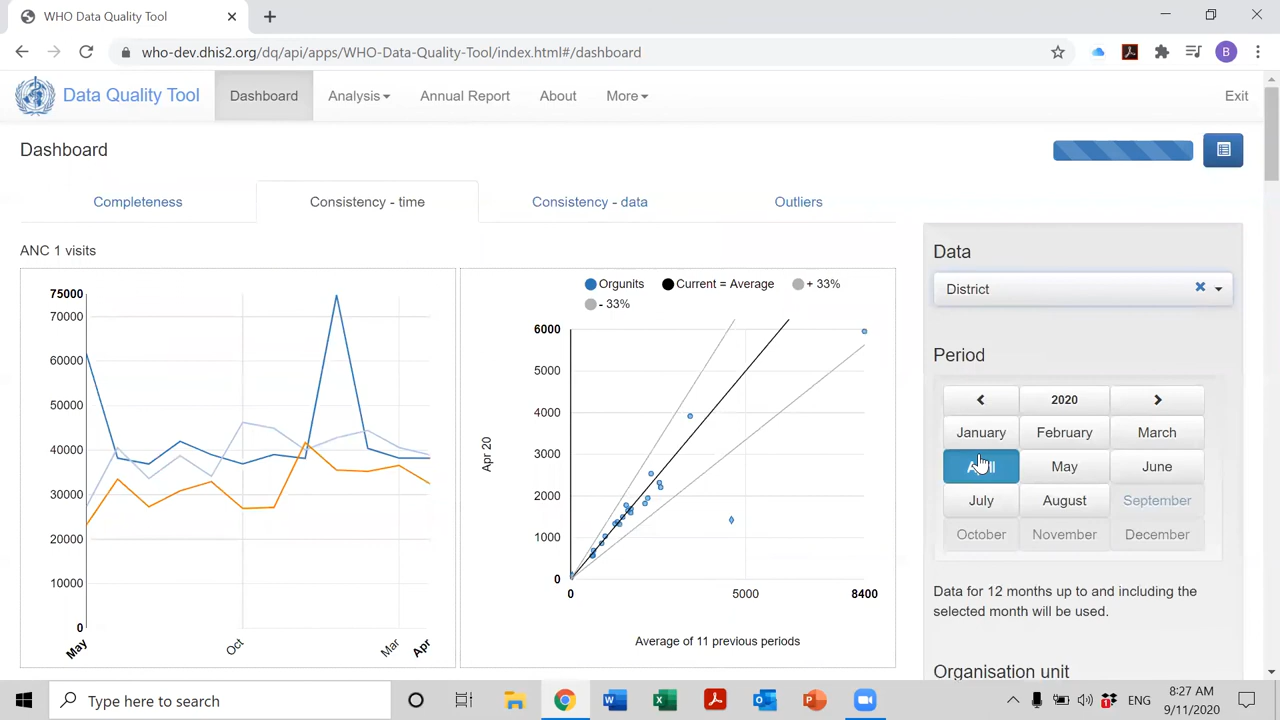 WHO Data Quality Tool
who-dev.dhis2.org/dq/api/apps/WHO-Data-Quality-Tool/index.html#/dashboard
B
Data Quality Tool
Dashboard
Analysis
Annual Report
About
More
Exit
Dashboard
Completeness
Consistency - time
Consistency - data
Outliers
ANC 1 visits
75000
70000
60000
50000
40000
30000
20000
10000
0
May
Oct
Mar
Apr
Orgunits
Current = Average
+ 33%
- 33%
6000
5000
4000
3000
2000
1000
0
Apr 20
0
5000
8400
Average of 11 previous periods
Data
District
Period
2020
January February March
May June
July August September
October November December
Data for 12 months up to and including the
selected month will be used.
Organisation unit
Type here to search
ENG
8:27 AM
9/11/2020